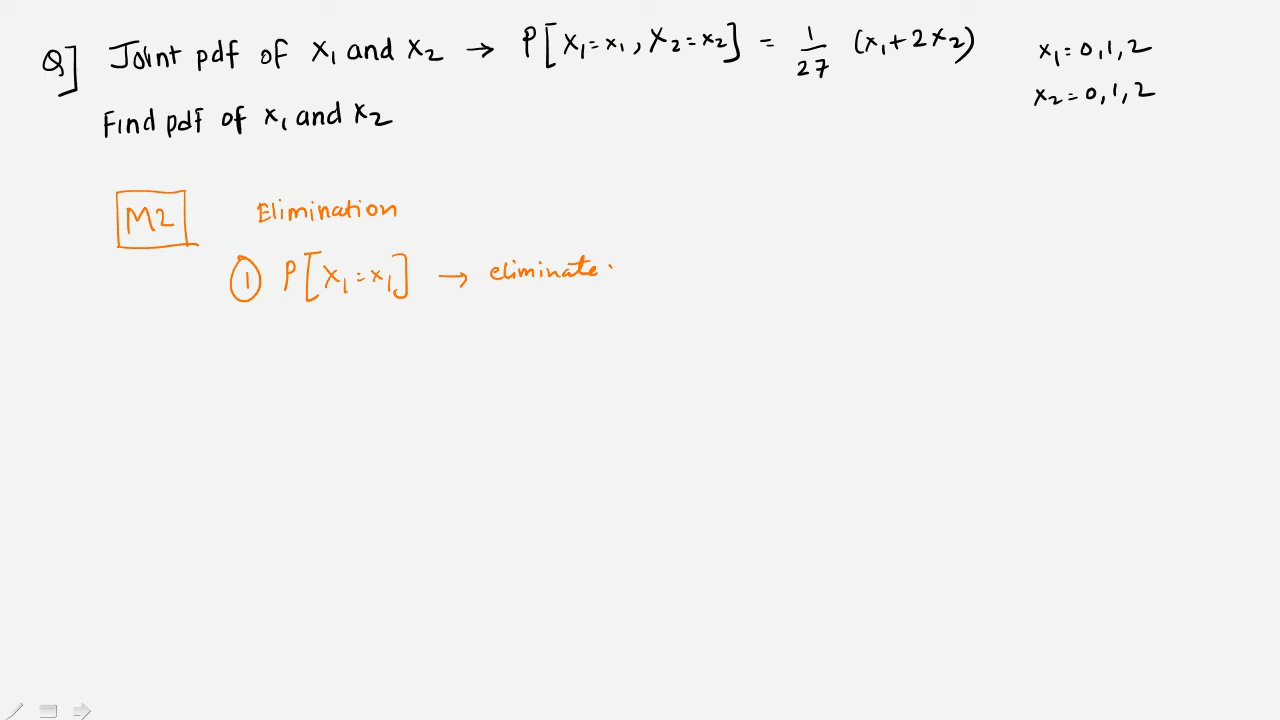 Q] Joint pdf of X₁ and X₂ → P[X₁=x₁, X₂=x₂] = 1/27 (x₁+2x₂) x₁=0,1,2
x₂=0,1,2
Find pdf of X₁ and X₂
M2 Elimination
① P[X₁=x₁] → eliminate